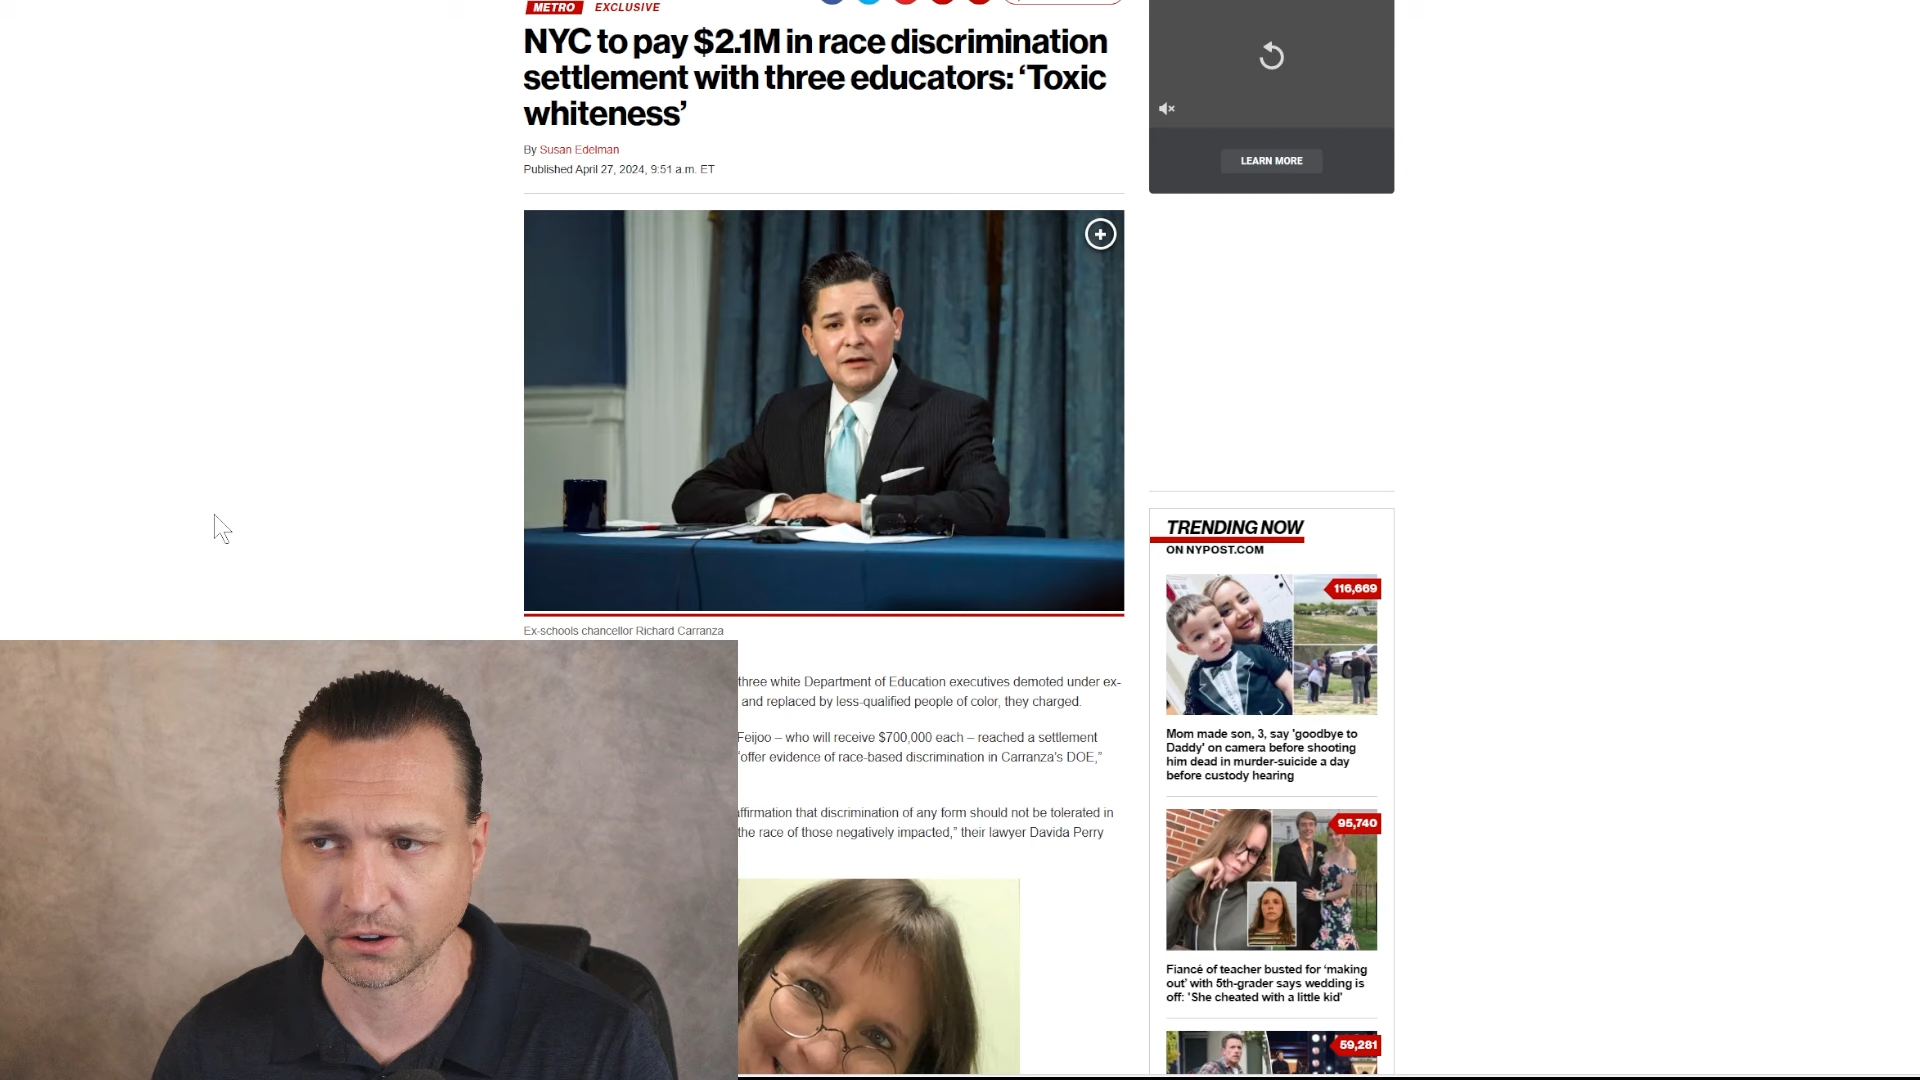 METRO EXCLUSIVE
NYC to pay $2.1M in race discrimination
settlement with three educators: ‘Toxic
whiteness’
By Susan Edelman
Published April 27, 2024, 9:51 a.m. ET
Ex-schools chancellor Richard Carranza
three white Department of Education executives demoted under ex-
and replaced by less-qualified people of color, they charged.
Feijoo – who will receive $700,000 each – reached a settlement
“offer evidence of race-based discrimination in Carranza’s DOE,”
affirmation that discrimination of any form should not be tolerated in
the race of those negatively impacted,” their lawyer Davida Perry
LEARN MORE
TRENDING NOW
ON NYPOST.COM
116,669
Mom made son, 3, say 'goodbye to
Daddy' on camera before shooting
him dead in murder-suicide a day
before custody hearing
95,740
Fiancé of teacher busted for ‘making
out’ with 5th-grader says wedding is
off: 'She cheated with a little kid’
59,281